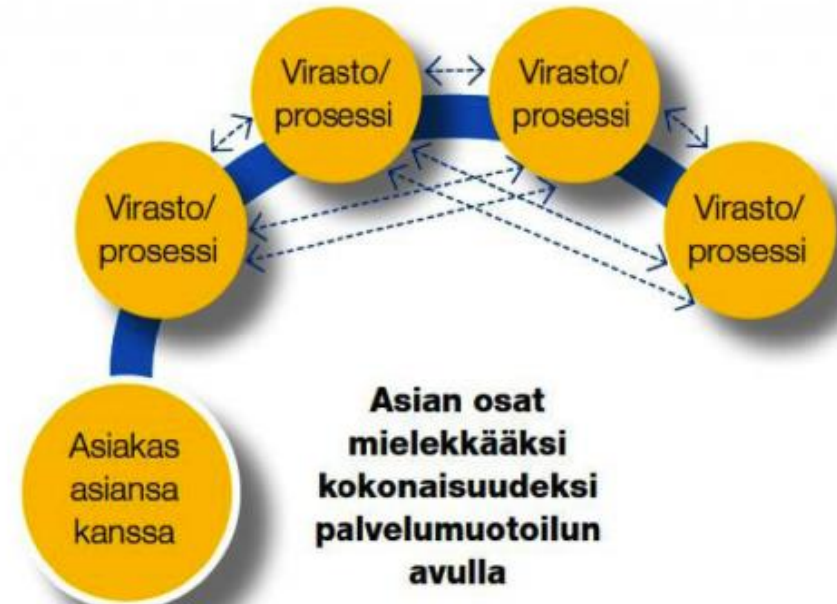 Virasto/
prosessi
Virasto/
prosessi
Virasto/
prosessi
Virasto/
prosessi
Asiakas
asiansa
kanssa
Asian osat
mielekkääksi
kokonaisuudeksi
palvelumuotoilun
avulla